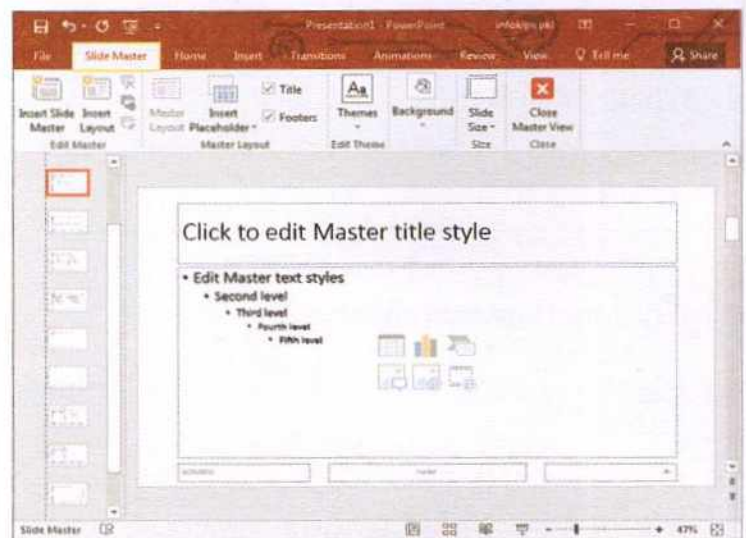 Presentation1 - PowerPoint
File Slide Master Home Insert Transitions Animations Review View Tell me Share
Insert Slide Master
Insert Layout
Master Layout
Insert Placeholder
Title
Footers
Themes
Background
Slide Size
Close Master View
Edit Master
Master Layout
Edit Theme
Size
Close
Click to edit Master title style
• Edit Master text styles
• Second level
• Third level
• Fourth level
• Fifth level
Slide Master
47%